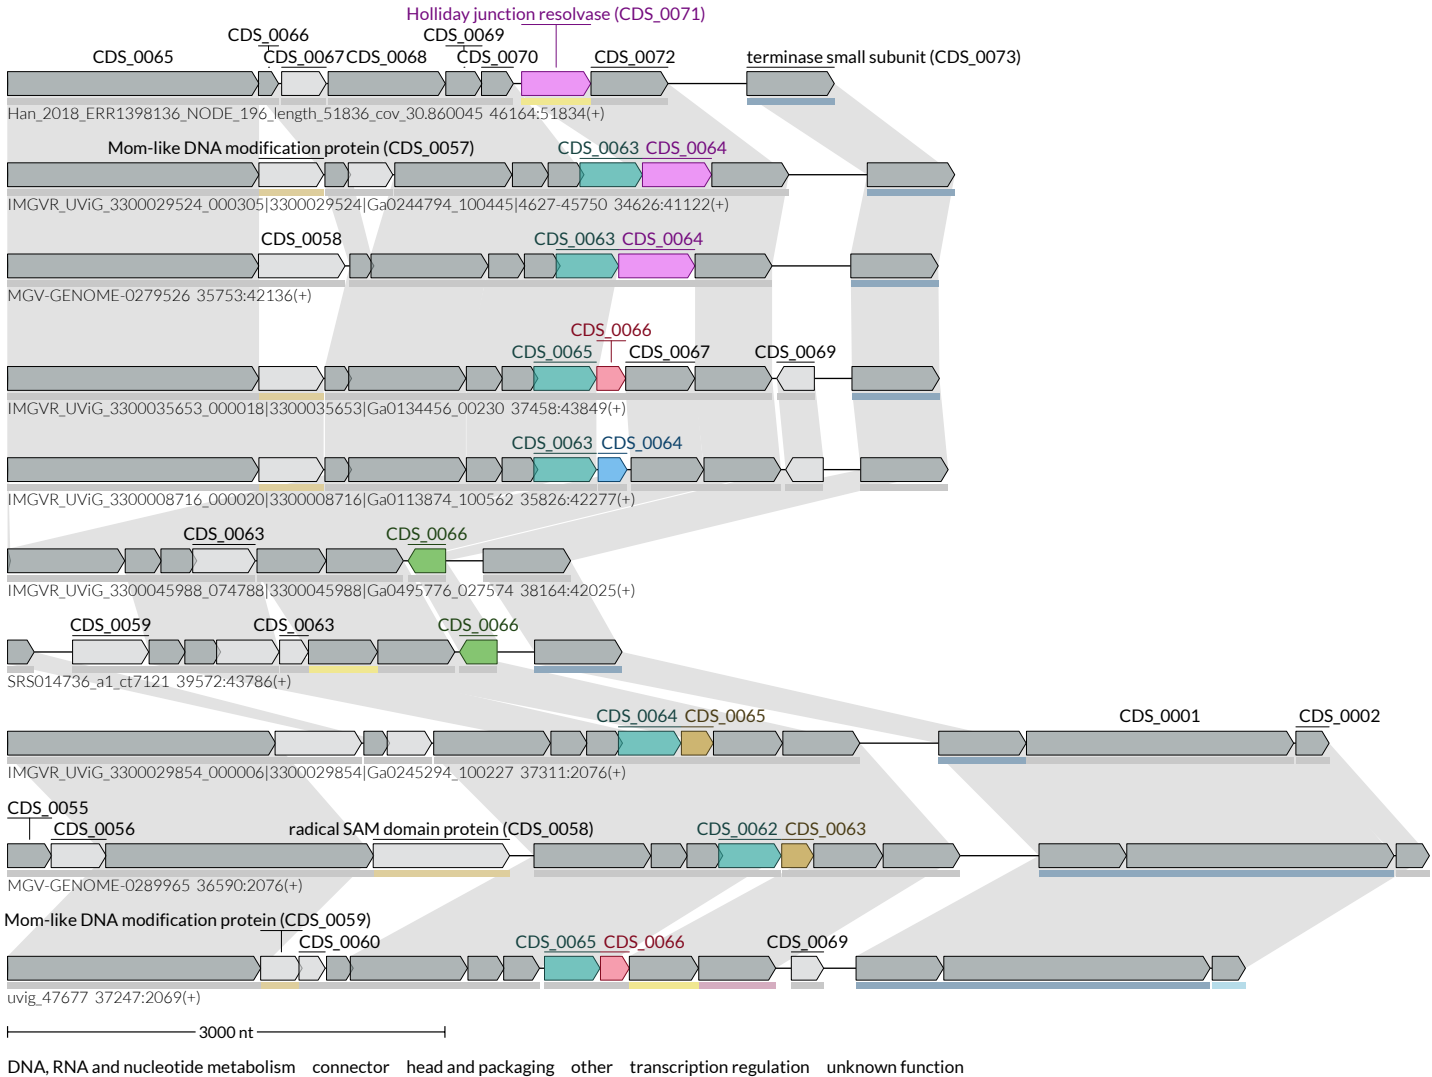 Holliday junction resolvase (CDS_0071)
CDS_0066 CDS_0069
CDS_0065 CDS_0067 CDS_0068 CDS_0070 CDS_0072 terminase small subunit (CDS_0073)
Han_2018_ERR1398136_NODE_196_length_51836_cov_30.860045 46164:51834(+)
Mom-like DNA modification protein (CDS_0057) CDS_0063 CDS_0064
IMGVR_UViG_3300029524_000305|3300029524|Ga0244794_100445|4627-45750 34626:41122(+)
CDS_0058 CDS_0063 CDS_0064
MGV-GENOME-0279526 35753:42136(+)
CDS_0066
CDS_0065 CDS_0067 CDS_0069
IMGVR_UViG_3300035653_000018|3300035653|Ga0134456_00230 37458:43849(+)
CDS_0063 CDS_0064
IMGVR_UViG_3300008716_000020|3300008716|Ga0113874_100562 35826:42277(+)
CDS_0063 CDS_0066
IMGVR_UViG_3300045988_074788|3300045988|Ga0495776_027574 38164:42025(+)
CDS_0059 CDS_0063 CDS_0066
SRS014736_a1_ct7121 39572:43786(+)
CDS_0064 CDS_0065 CDS_0001 CDS_0002
IMGVR_UViG_3300029854_000006|3300029854|Ga0245294_100227 37311:2076(+)
CDS_0055
CDS_0056 radical SAM domain protein (CDS_0058) CDS_0062 CDS_0063
MGV-GENOME-0289965 36590:2076(+)
Mom-like DNA modification protein (CDS_0059)
CDS_0060 CDS_0065 CDS_0066 CDS_0069
uvig_47677 37247:2069(+)
3000 nt
DNA, RNA and nucleotide metabolism connector head and packaging other transcription regulation unknown function